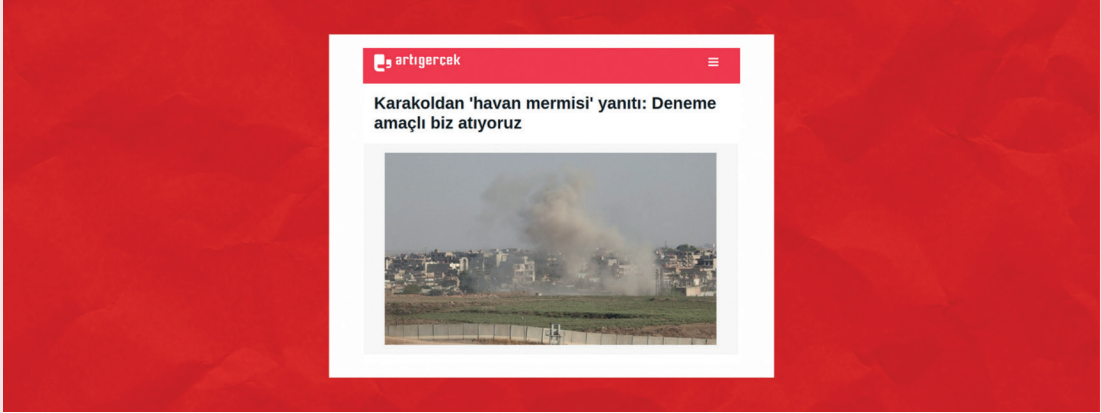 artıgerçek
Karakoldan 'havan mermisi' yanıtı: Deneme
amaçlı biz atıyoruz